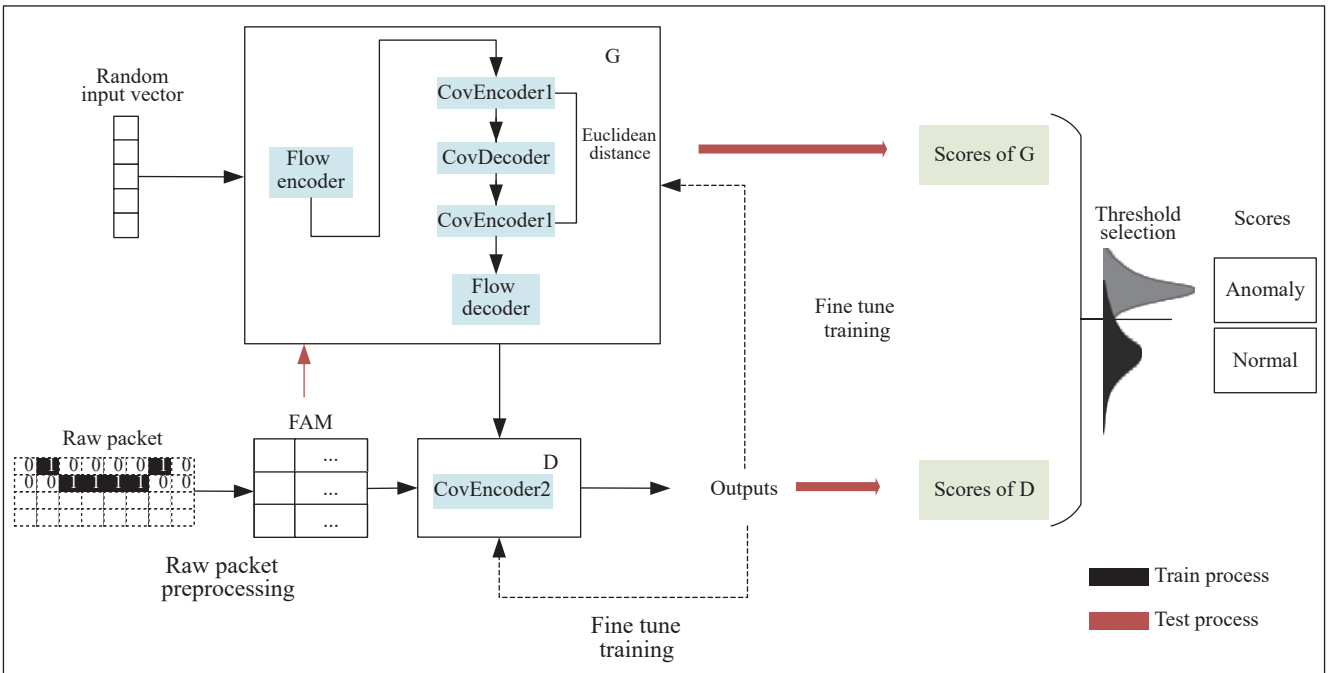 Random
input vector
G
CovEncoder1
Flow
encoder
CovDecoder
Euclidean
distance
CovEncoder1
Flow
decoder
Scores of G
Threshold
selection
Scores
Anomaly
Normal
Fine tune
training
Raw packet
0 1 0 0 0 0 1 0
0 0 1 1 1 1 0 0
FAM
...
...
...
Raw packet
preprocessing
D
CovEncoder2
Outputs
Scores of D
Fine tune
training
Train process
Test process